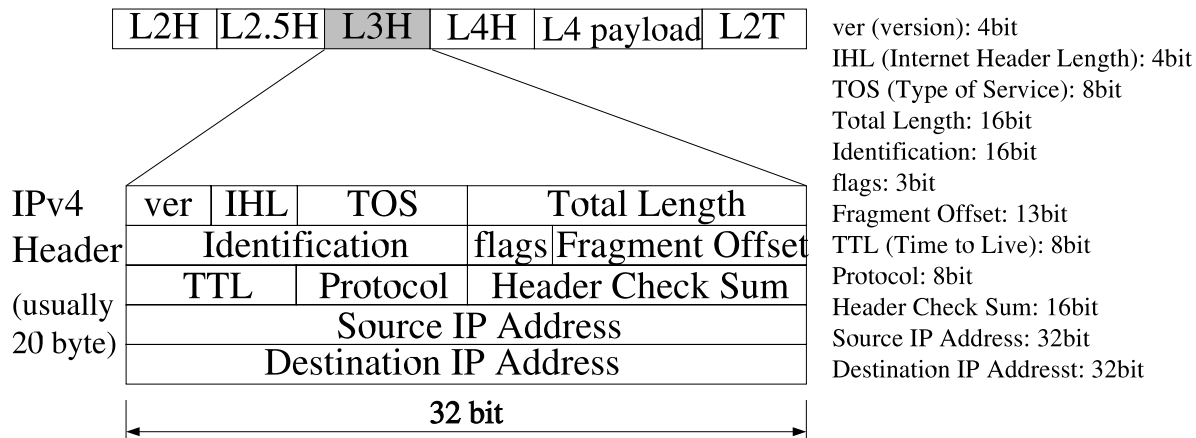 L2H L2.5H L3H L4H L4 payload L2T
IPv4
Header
(usually
20 byte)
ver IHL TOS Total Length
Identification flags Fragment Offset
TTL Protocol Header Check Sum
Source IP Address
Destination IP Address
32 bit
ver (version): 4bit
IHL (Internet Header Length): 4bit
TOS (Type of Service): 8bit
Total Length: 16bit
Identification: 16bit
flags: 3bit
Fragment Offset: 13bit
TTL (Time to Live): 8bit
Protocol: 8bit
Header Check Sum: 16bit
Source IP Address: 32bit
Destination IP Addresst: 32bit